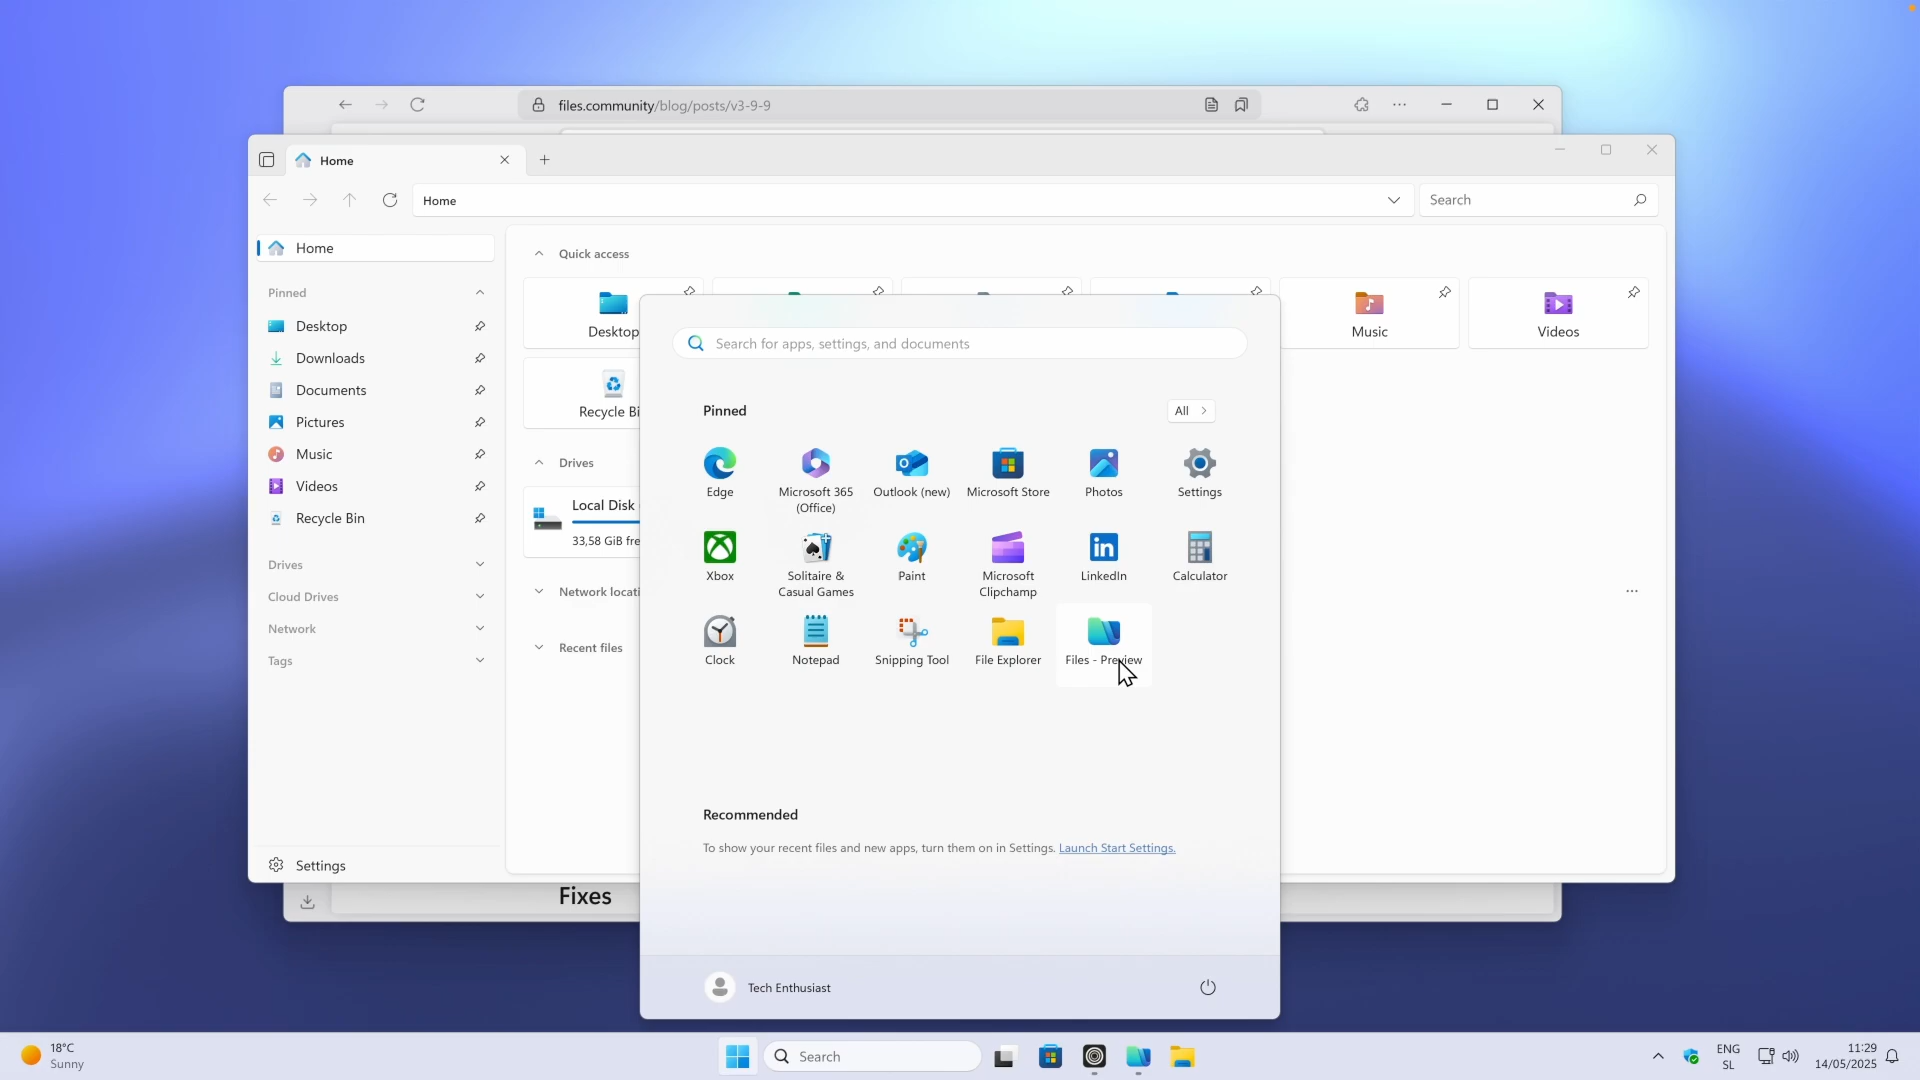 files.community/blog/posts/v3-9-9
Home
Home
Search
Home
Pinned
Desktop
Downloads
Documents
Pictures
Music
Videos
Recycle Bin
Drives
Cloud Drives
Network
Tags
Settings
Quick access
Desktop
Music
Videos
Recycle Bi
Drives
Local Disk
33,58 GiB fre
Network locati
Recent files
Fixes
Search for apps, settings, and documents
Pinned
All
Edge
Microsoft 365
(Office)
Outlook (new)
Microsoft Store
Photos
Settings
Xbox
Solitaire &
Casual Games
Paint
Microsoft
Clipchamp
LinkedIn
Calculator
Clock
Notepad
Snipping Tool
File Explorer
Files - Preview
Recommended
To show your recent files and new apps, turn them on in Settings. Launch Start Settings.
Tech Enthusiast
18°C
Sunny
Search
ENG
SL
11:29
14/05/2025